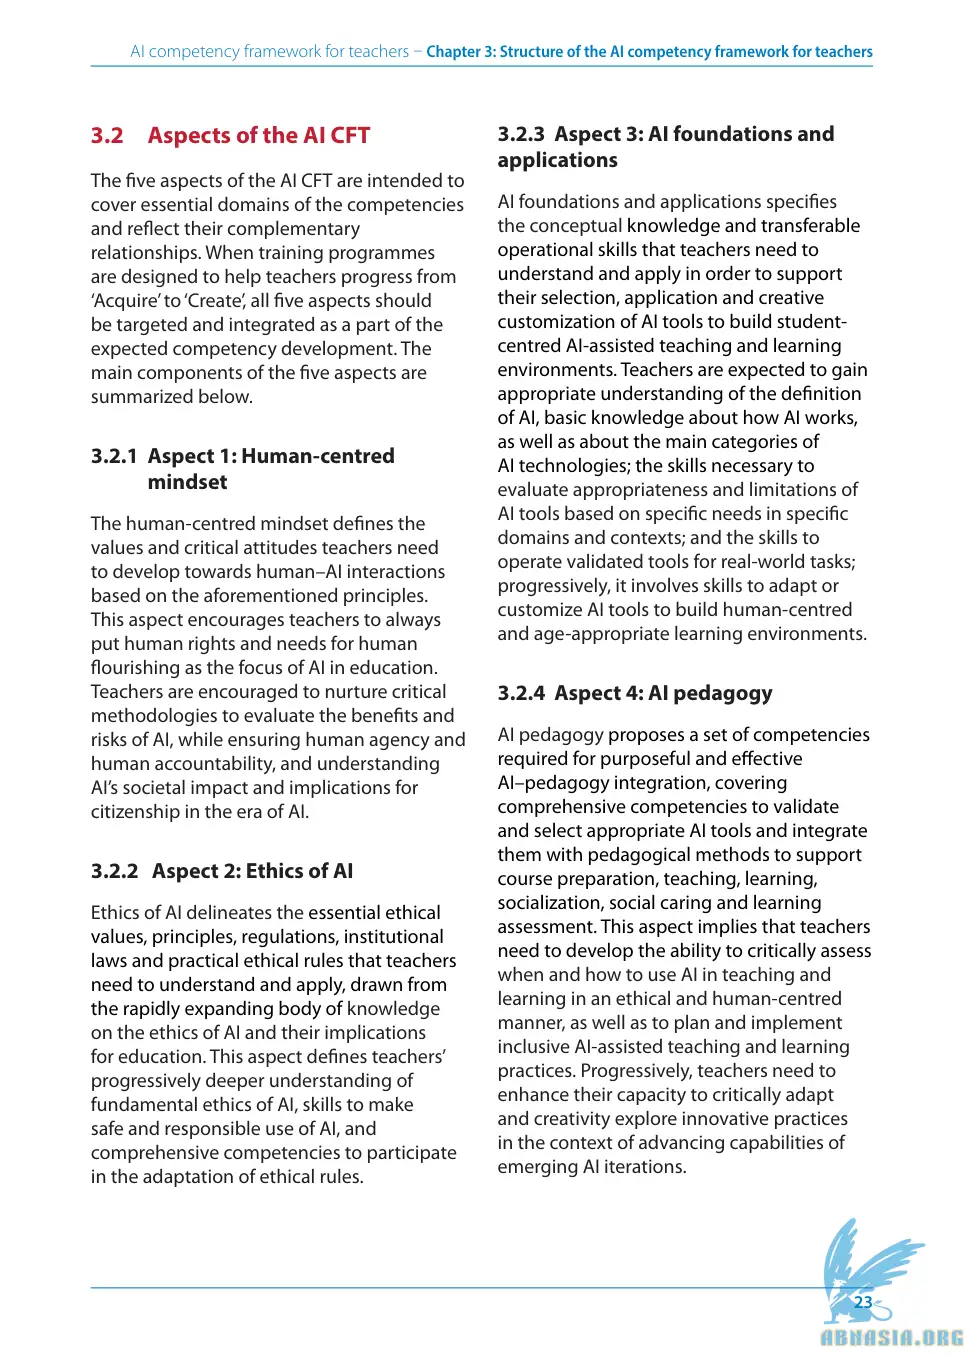 AI competency framework for teachers – Chapter 3: Structure of the AI competency framework for teachers
3.2 Aspects of the AI CFT
The five aspects of the AI CFT are intended to
cover essential domains of the competencies
and reflect their complementary
relationships. When training programmes
are designed to help teachers progress from
‘Acquire’ to ‘Create’, all five aspects should
be targeted and integrated as a part of the
expected competency development. The
main components of the five aspects are
summarized below.
3.2.1 Aspect 1: Human-centred
mindset
The human-centred mindset defines the
values and critical attitudes teachers need
to develop towards human–AI interactions
based on the aforementioned principles.
This aspect encourages teachers to always
put human rights and needs for human
flourishing as the focus of AI in education.
Teachers are encouraged to nurture critical
methodologies to evaluate the benefits and
risks of AI, while ensuring human agency and
human accountability, and understanding
AI’s societal impact and implications for
citizenship in the era of AI.
3.2.2 Aspect 2: Ethics of AI
Ethics of AI delineates the essential ethical
values, principles, regulations, institutional
laws and practical ethical rules that teachers
need to understand and apply, drawn from
the rapidly expanding body of knowledge
on the ethics of AI and their implications
for education. This aspect defines teachers’
progressively deeper understanding of
fundamental ethics of AI, skills to make
safe and responsible use of AI, and
comprehensive competencies to participate
in the adaptation of ethical rules.
3.2.3 Aspect 3: AI foundations and
applications
AI foundations and applications specifies
the conceptual knowledge and transferable
operational skills that teachers need to
understand and apply in order to support
their selection, application and creative
customization of AI tools to build student-
centred AI-assisted teaching and learning
environments. Teachers are expected to gain
appropriate understanding of the definition
of AI, basic knowledge about how AI works,
as well as about the main categories of
AI technologies; the skills necessary to
evaluate appropriateness and limitations of
AI tools based on specific needs in specific
domains and contexts; and the skills to
operate validated tools for real-world tasks;
progressively, it involves skills to adapt or
customize AI tools to build human-centred
and age-appropriate learning environments.
3.2.4 Aspect 4: AI pedagogy
AI pedagogy proposes a set of competencies
required for purposeful and effective
AI–pedagogy integration, covering
comprehensive competencies to validate
and select appropriate AI tools and integrate
them with pedagogical methods to support
course preparation, teaching, learning,
socialization, social caring and learning
assessment. This aspect implies that teachers
need to develop the ability to critically assess
when and how to use AI in teaching and
learning in an ethical and human-centred
manner, as well as to plan and implement
inclusive AI-assisted teaching and learning
practices. Progressively, teachers need to
enhance their capacity to critically adapt
and creativity explore innovative practices
in the context of advancing capabilities of
emerging AI iterations.
23
ABNASIA.ORG